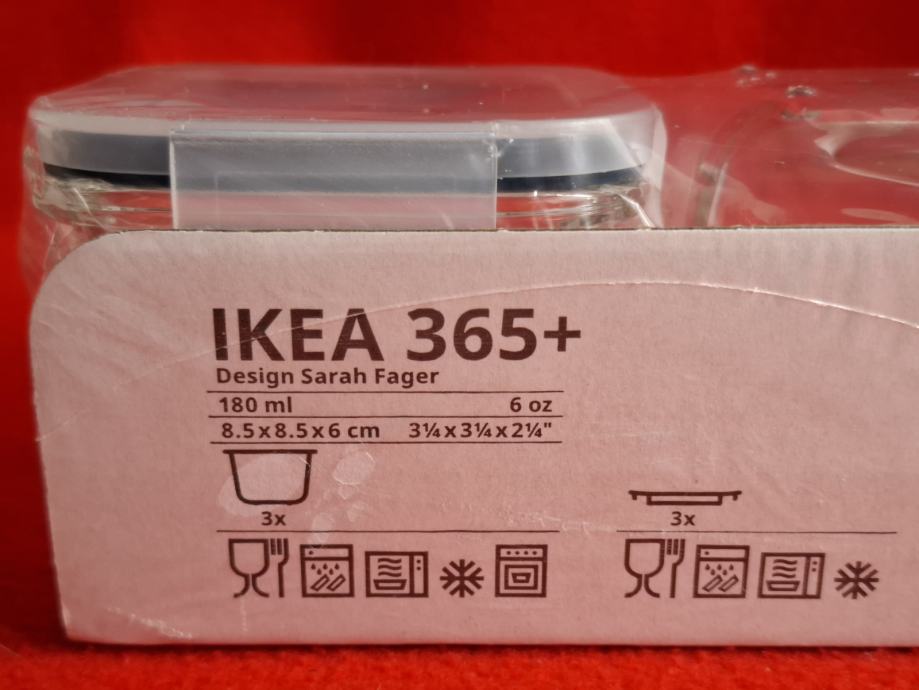 IKEA 365+
Design Sarah Fager
180 ml 6 oz
8.5x8.5x6 cm 3¼x3¼x2¼"
3x 3x